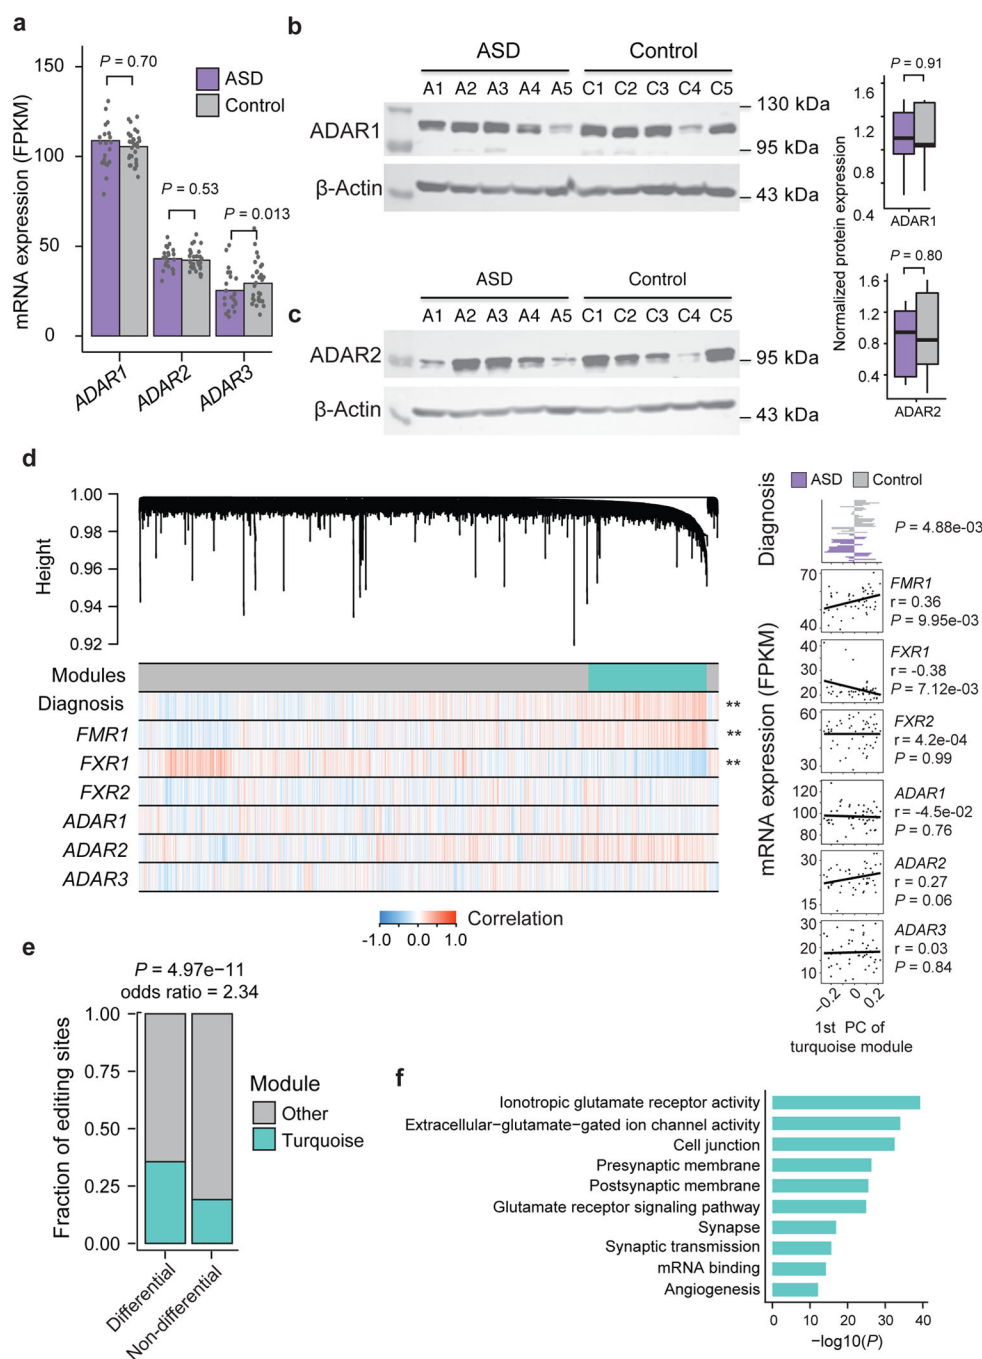 a
mRNA expression (FPKM)
150
100
50
0
P = 0.70
P = 0.53
P = 0.013
ASD
Control
ADAR1
ADAR2
ADAR3
b
ASD
Control
A1 A2 A3 A4 A5 C1 C2 C3 C4 C5
ADAR1
130 kDa
95 kDa
β-Actin
43 kDa
c
ASD
Control
A1 A2 A3 A4 A5 C1 C2 C3 C4 C5
ADAR2
95 kDa
β-Actin
43 kDa
Normalized protein expression
P = 0.91
1.6
1.2
0.8
0.4
ADAR1
P = 0.80
1.6
1.2
0.8
0.4
ADAR2
d
Height
1.00
0.98
0.96
0.94
0.92
Modules
Diagnosis
**
FMR1
**
FXR1
**
FXR2
ADAR1
ADAR2
ADAR3
Correlation
-1.0 0.0 1.0
ASD
Control
Diagnosis
P = 4.88e-03
mRNA expression (FPKM)
70
40
FMR1
r = 0.36
P = 9.95e-03
40
30
20
FXR1
r = -0.38
P = 7.12e-03
60
30
FXR2
r = 4.2e-04
P = 0.99
120
100
80
ADAR1
r = -4.5e-02
P = 0.76
30
15
ADAR2
r = 0.27
P = 0.06
30
20
10
ADAR3
r = 0.03
P = 0.84
-0.2 0 0.2
1st PC of
turquoise module
e
P = 4.97e−11
odds ratio = 2.34
Fraction of editing sites
1.00
0.75
0.50
0.25
0.00
Differential
Non-differential
Module
Other
Turquoise
f
Ionotropic glutamate receptor activity
Extracellular−glutamate−gated ion channel activity
Cell junction
Presynaptic membrane
Postsynaptic membrane
Glutamate receptor signaling pathway
Synapse
Synaptic transmission
mRNA binding
Angiogenesis
0 10 20 30 40
−log10(P)